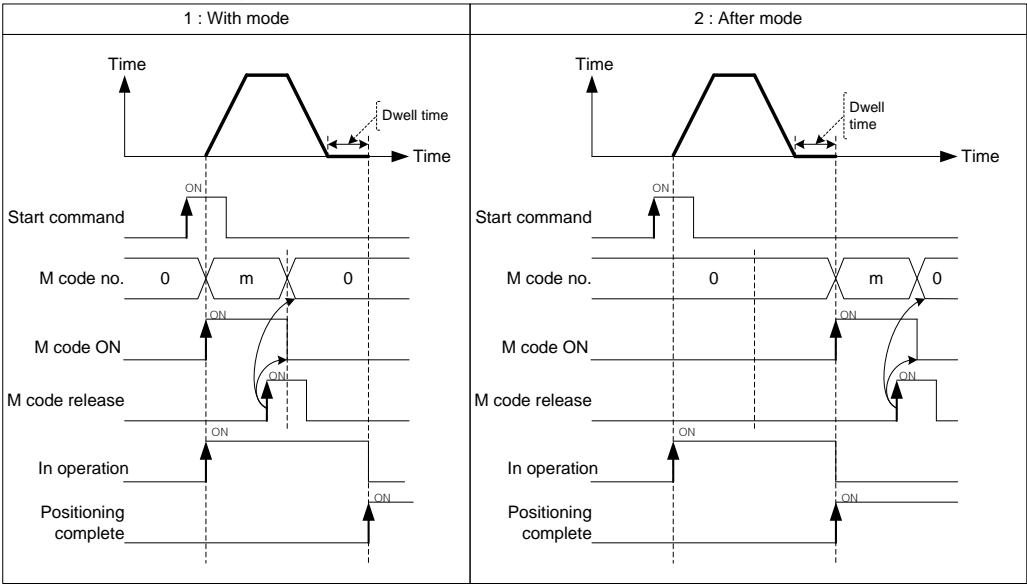 1 : With mode
Time
Dwell time
Time
ON
Start command
M code no.
0
m
0
ON
M code ON
ON
M code release
ON
In operation
ON
Positioning
complete
2 : After mode
Time
Dwell
time
Time
ON
Start command
M code no.
0
m
0
ON
M code ON
ON
M code release
ON
In operation
ON
Positioning
complete